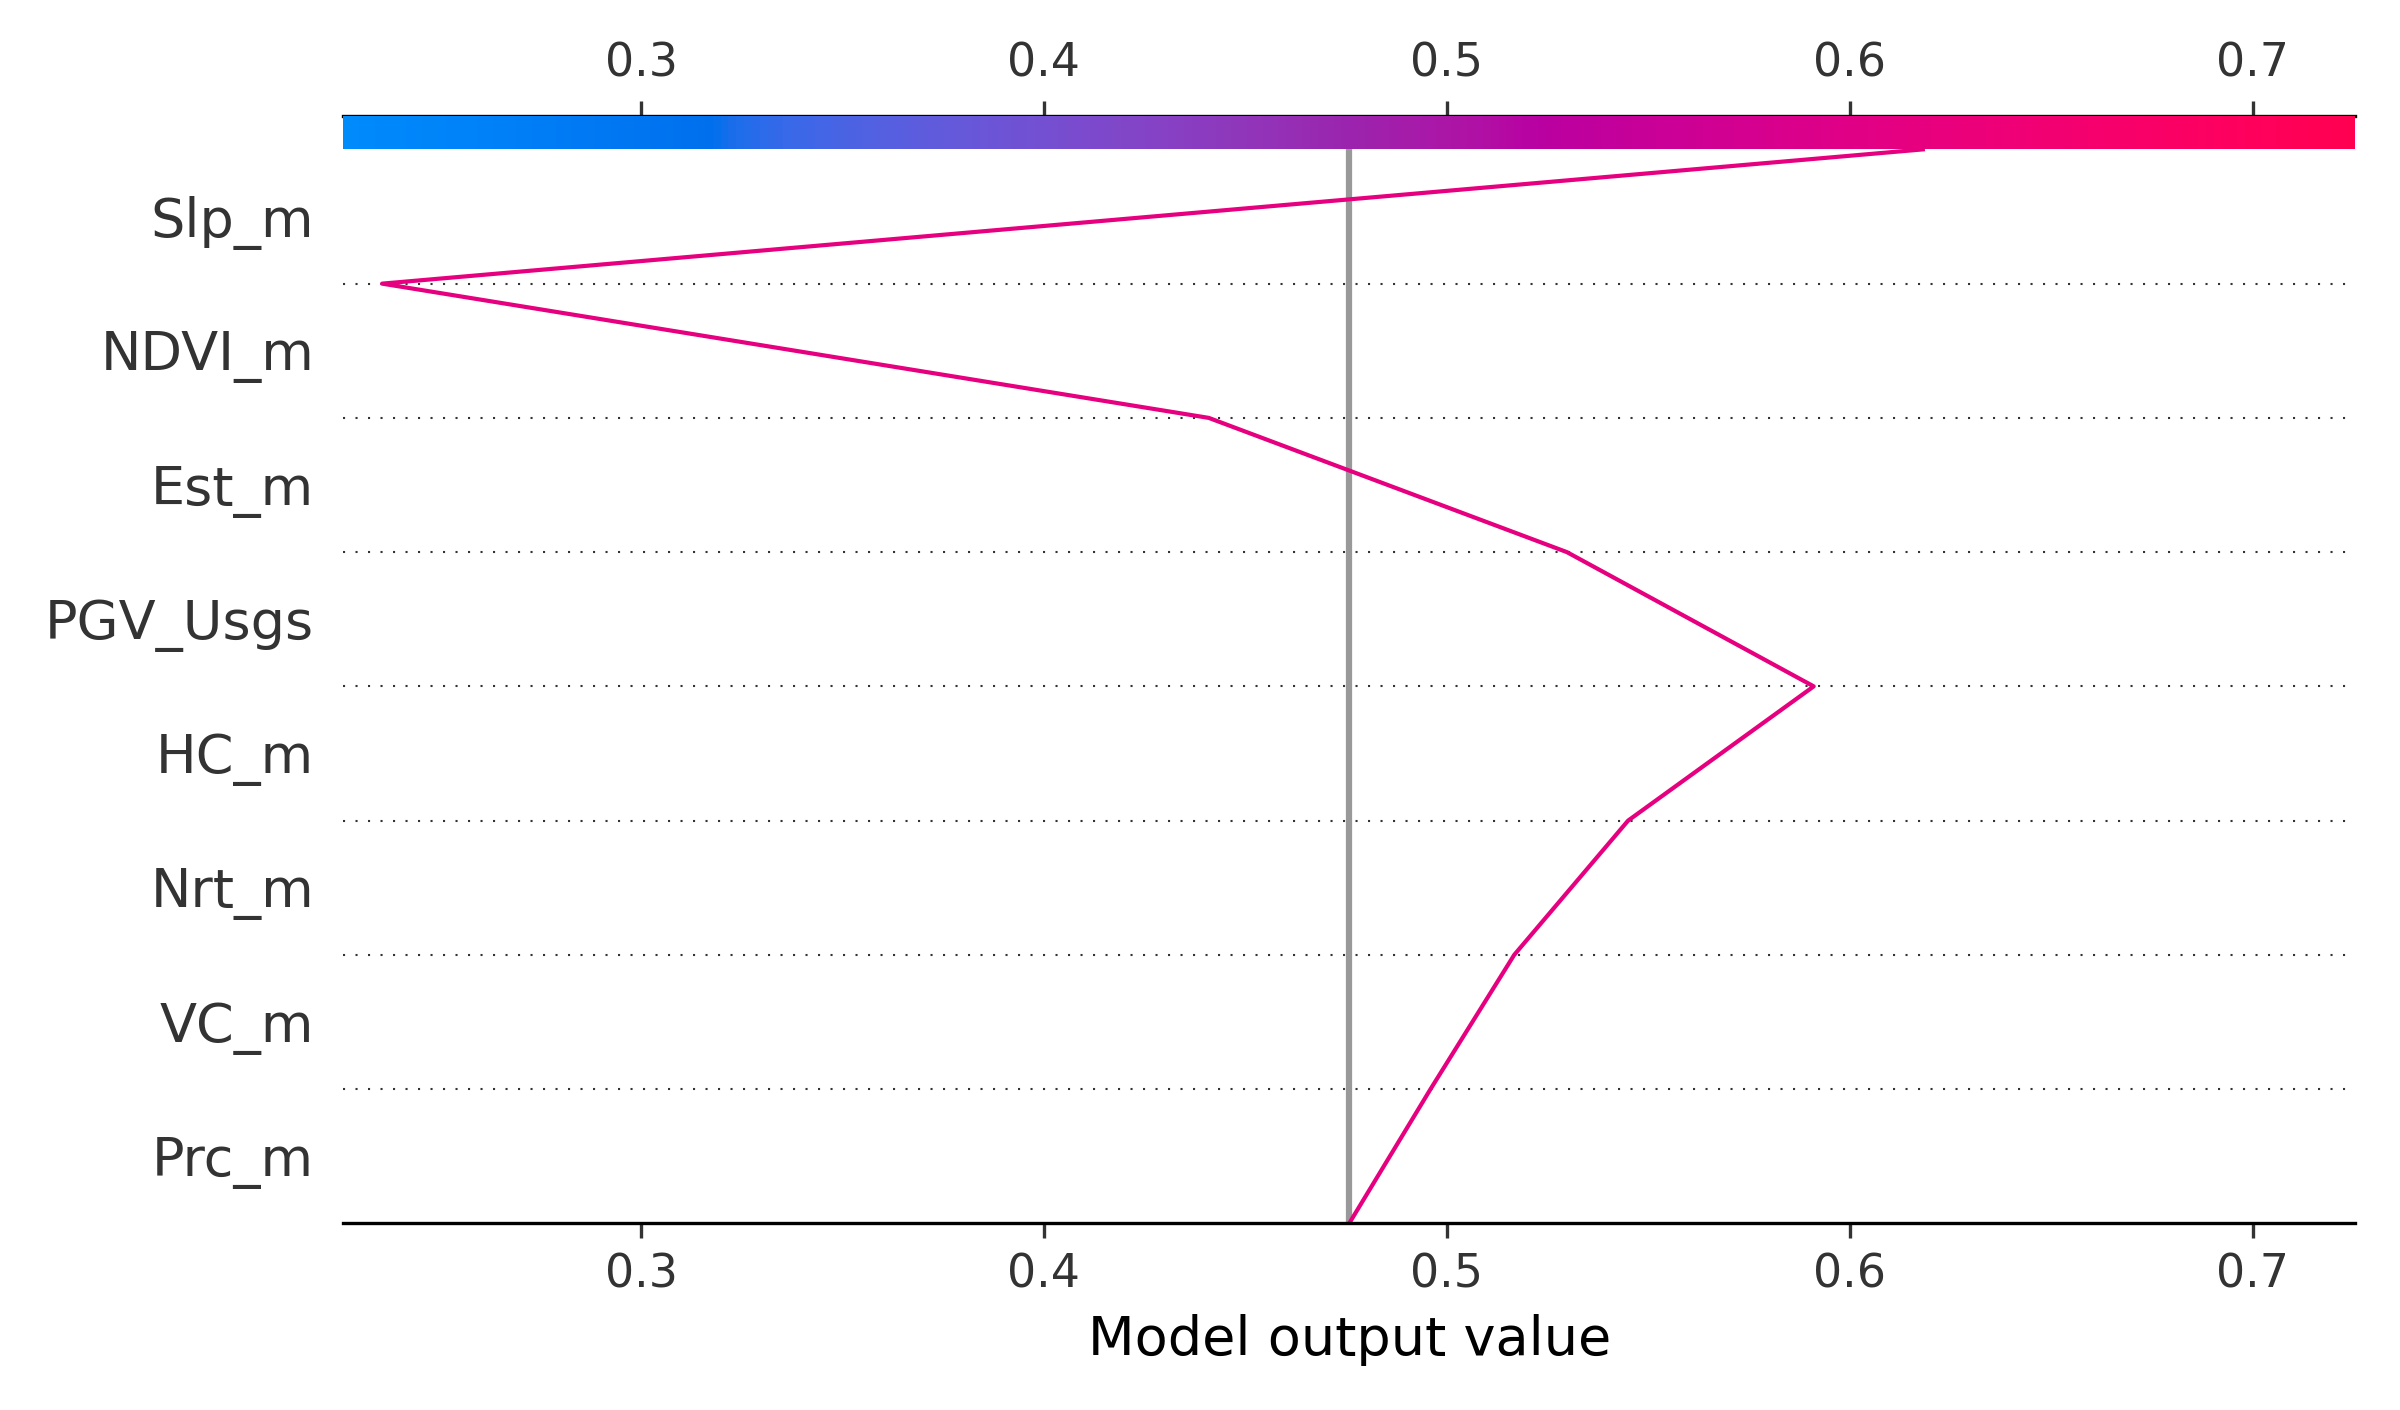 0.3 0.4 0.5 0.6 0.7
Slp_m
NDVI_m
Est_m
PGV_Usgs
HC_m
Nrt_m
VC_m
Prc_m
0.3 0.4 0.5 0.6 0.7
Model output value